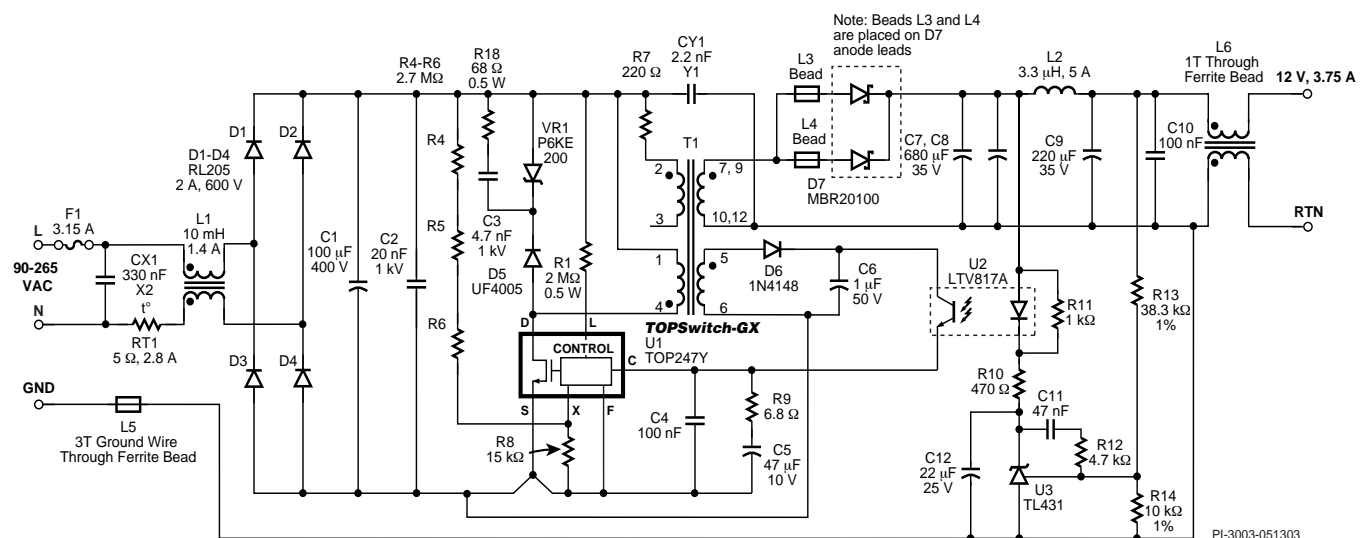 Note: Beads L3 and L4
are placed on D7
anode leads
CY1
2.2 nF
Y1
R7
220 Ω
R18
68 Ω
0.5 W
R4-R6
2.7 MΩ
L3
Bead
L4
Bead
L2
3.3 µH, 5 A
L6
1T Through
Ferrite Bead
12 V, 3.75 A
D1
D2
D1-D4
RL205
2 A, 600 V
R4
VR1
P6KE
200
T1
2
7, 9
3
10,12
D7
MBR20100
C7, C8
680 µF
35 V
C9
220 µF
35 V
C10
100 nF
RTN
F1
3.15 A
L
L1
10 mH
1.4 A
90-265
VAC
CX1
330 nF
X2
t°
N
RT1
5 Ω, 2.8 A
C1
100 µF
400 V
C2
20 nF
1 kV
R5
C3
4.7 nF
1 kV
D5
UF4005
R1
2 MΩ
0.5 W
1
4
5
6
D6
1N4148
C6
1 µF
50 V
U2
LTV817A
R11
1 kΩ
R13
38.3 kΩ
1%
R6
D
L
TOPSwitch-GX
U1
TOP247Y
CONTROL
C
S
X
F
D3
D4
GND
L5
3T Ground Wire
Through Ferrite Bead
R8
15 kΩ
C4
100 nF
R9
6.8 Ω
C5
47 µF
10 V
R10
470 Ω
C11
47 nF
R12
4.7 kΩ
C12
22 µF
25 V
U3
TL431
R14
10 kΩ
1%
PI-3003-051303